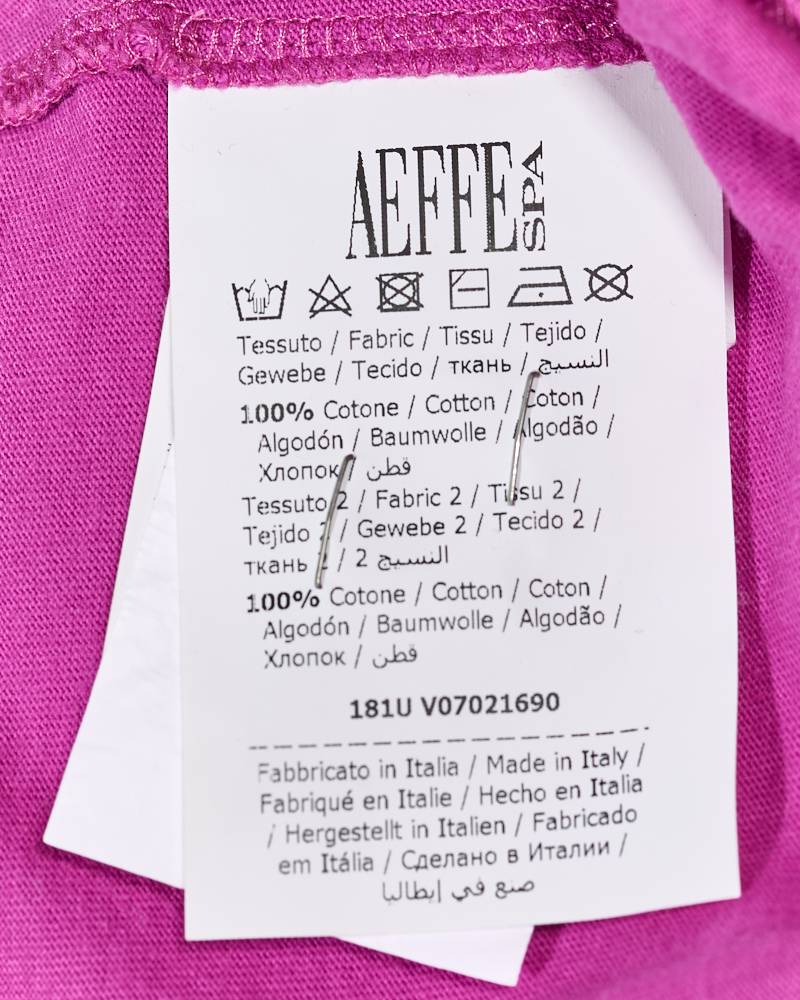 AEFFE SPA
Tessuto / Fabric / Tissu / Tejido /
Gewebe / Tecido / ткань / النسيج
100% Cotone / Cotton / Coton /
Algodón / Baumwolle / Algodão /
Хлопок / قطن
Tessuto 2 / Fabric 2 / Tissu 2 /
Tejido 2 / Gewebe 2 / Tecido 2 /
ткань 2 / النسيج 2
100% Cotone / Cotton / Coton /
Algodón / Baumwolle / Algodão /
Хлопок / قطن
181U V07021690
Fabbricato in Italia / Made in Italy /
Fabriqué en Italie / Hecho en Italia
/ Hergestellt in Italien / Fabricado
em Itália / Сделано в Италии /
صنع في إيطاليا